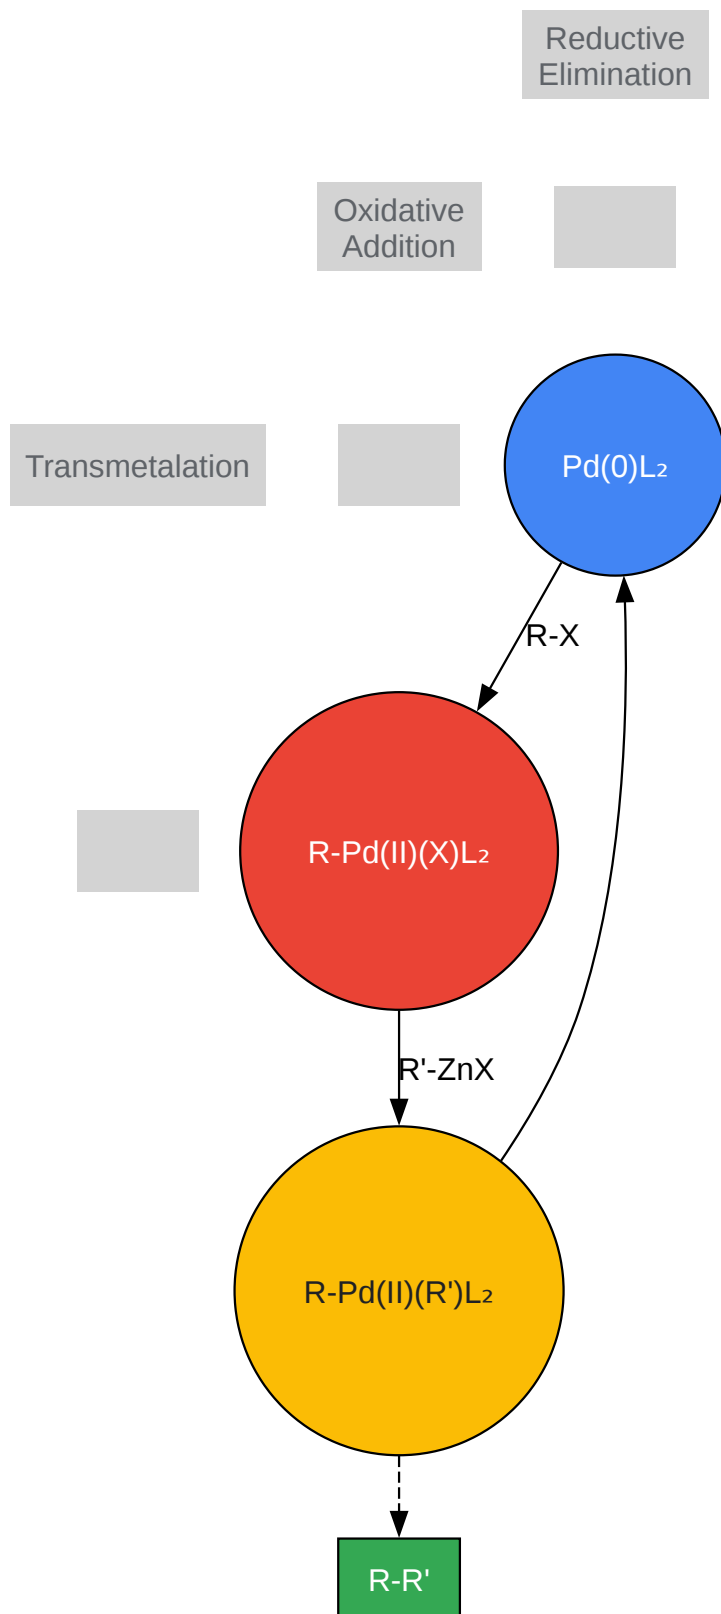 Reductive
Elimination
Oxidative
Addition
Transmetalation
Pd(0)L₂
R-X
R-Pd(II)(X)L₂
R'-ZnX
R-Pd(II)(R')L₂
R-R'